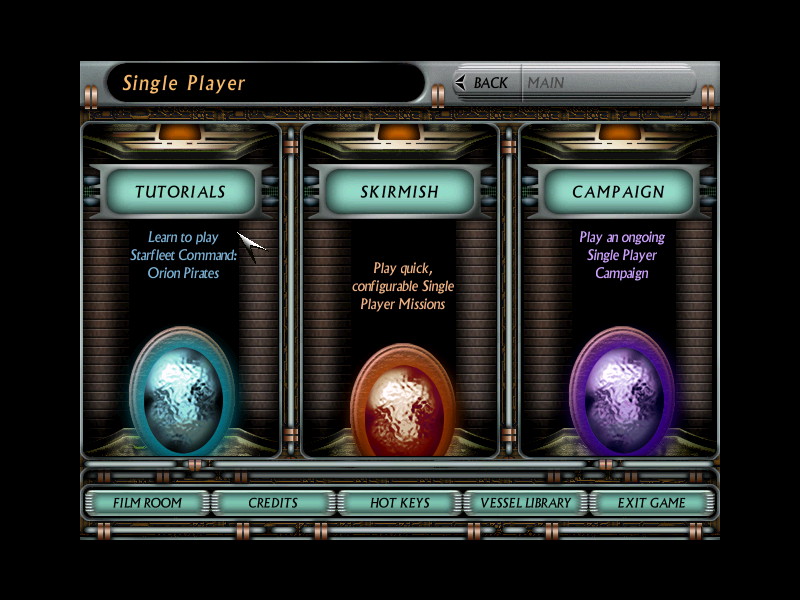 Single Player
BACK
MAIN
TUTORIALS
SKIRMISH
CAMPAIGN
Learn to play
Starfleet Command:
Orion Pirates
Play quick,
configurable Single
Player Missions
Play an ongoing
Single Player
Campaign
FILM ROOM
CREDITS
HOT KEYS
VESSEL LIBRARY
EXIT GAME